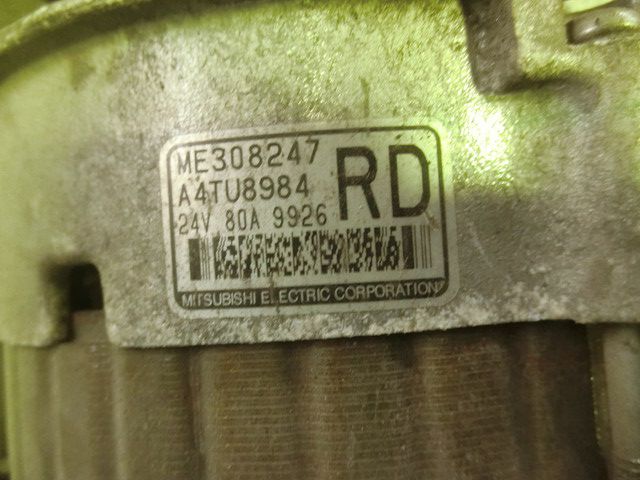 ME308247
A4TU8984
RD
24V 80A 9926
MITSUBISHI ELECTRIC CORPORATION